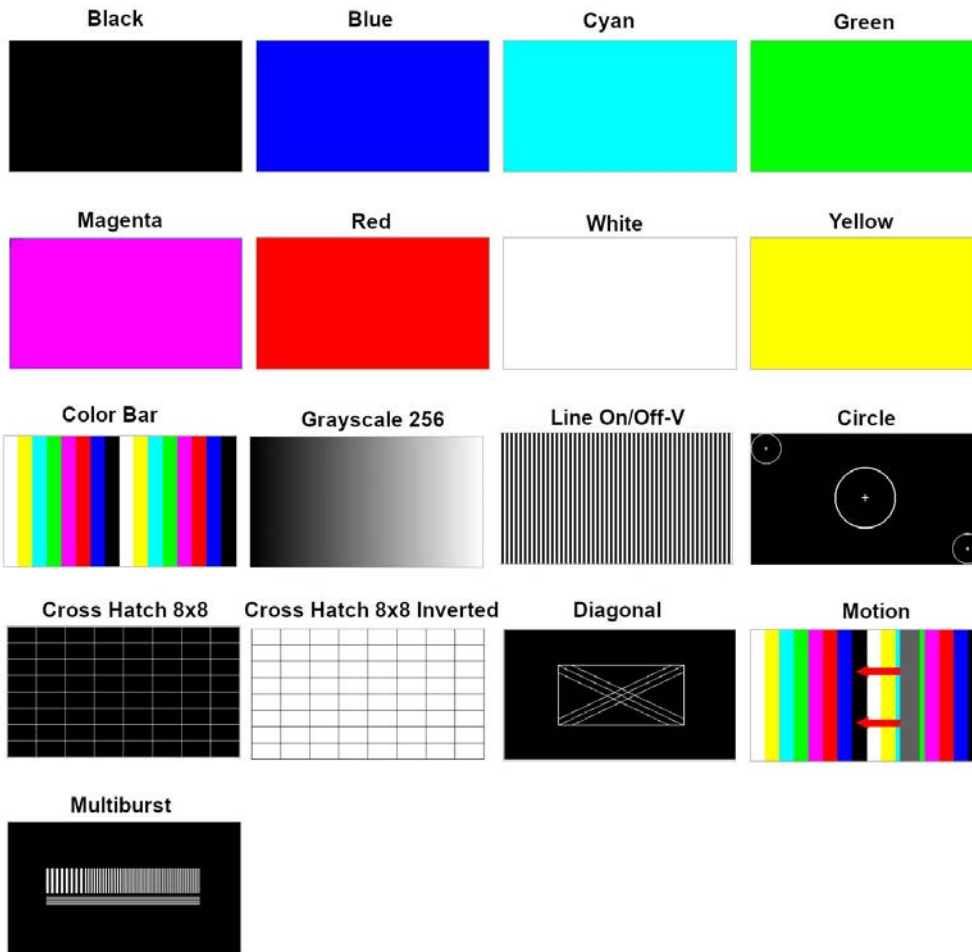 Black Blue Cyan Green
Magenta Red White Yellow
Color Bar Grayscale 256 Line On/Off-V Circle
Cross Hatch 8x8 Cross Hatch 8x8 Inverted Diagonal Motion
Multiburst